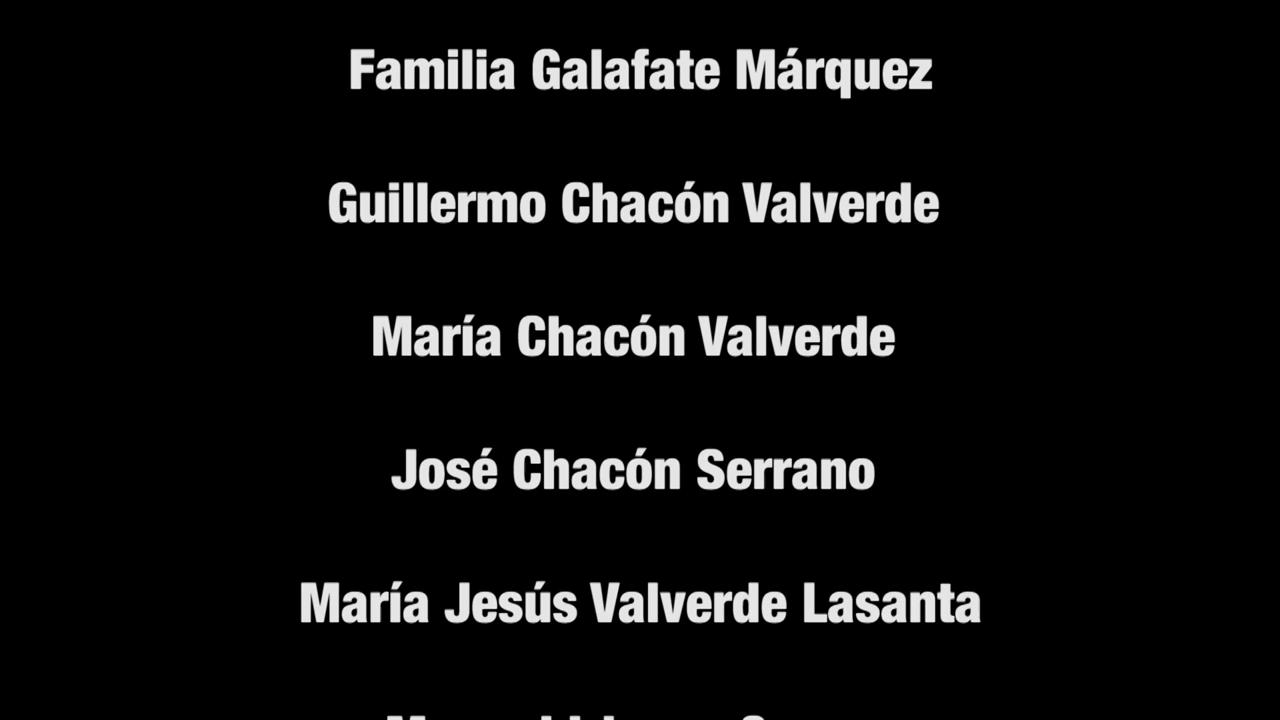 Familia Galafate Márquez
Guillermo Chacón Valverde
María Chacón Valverde
José Chacón Serrano
María Jesús Valverde Lasanta